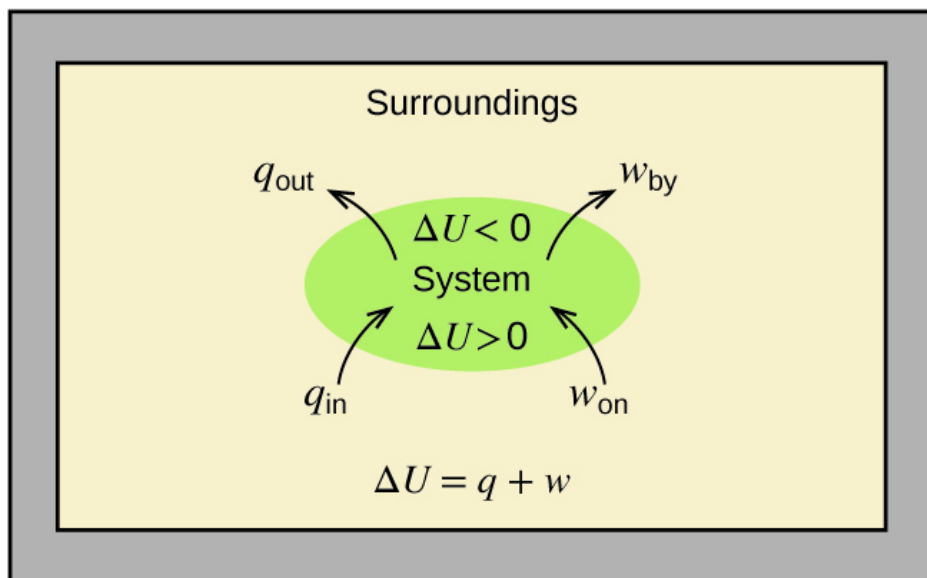 Surroundings
q_out w_by
ΔU < 0
System
ΔU > 0
q_in w_on
ΔU = q + w